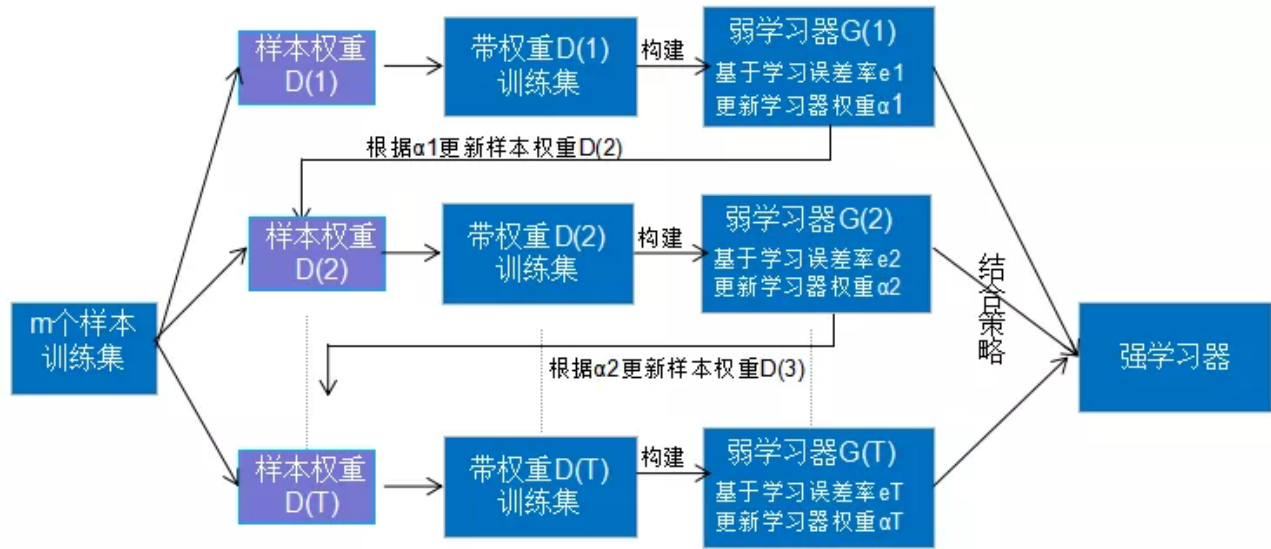 样本权重
D(1)
带权重D(1)
训练集
构建
弱学习器G(1)
基于学习误差率e1
更新学习器权重α1
根据α1更新样本权重D(2)
样本权重
D(2)
带权重D(2)
训练集
构建
弱学习器G(2)
基于学习误差率e2
更新学习器权重α2
结合策略
m个样本
训练集
强学习器
根据α2更新样本权重D(3)
样本权重
D(T)
带权重D(T)
训练集
构建
弱学习器G(T)
基于学习误差率eT
更新学习器权重αT